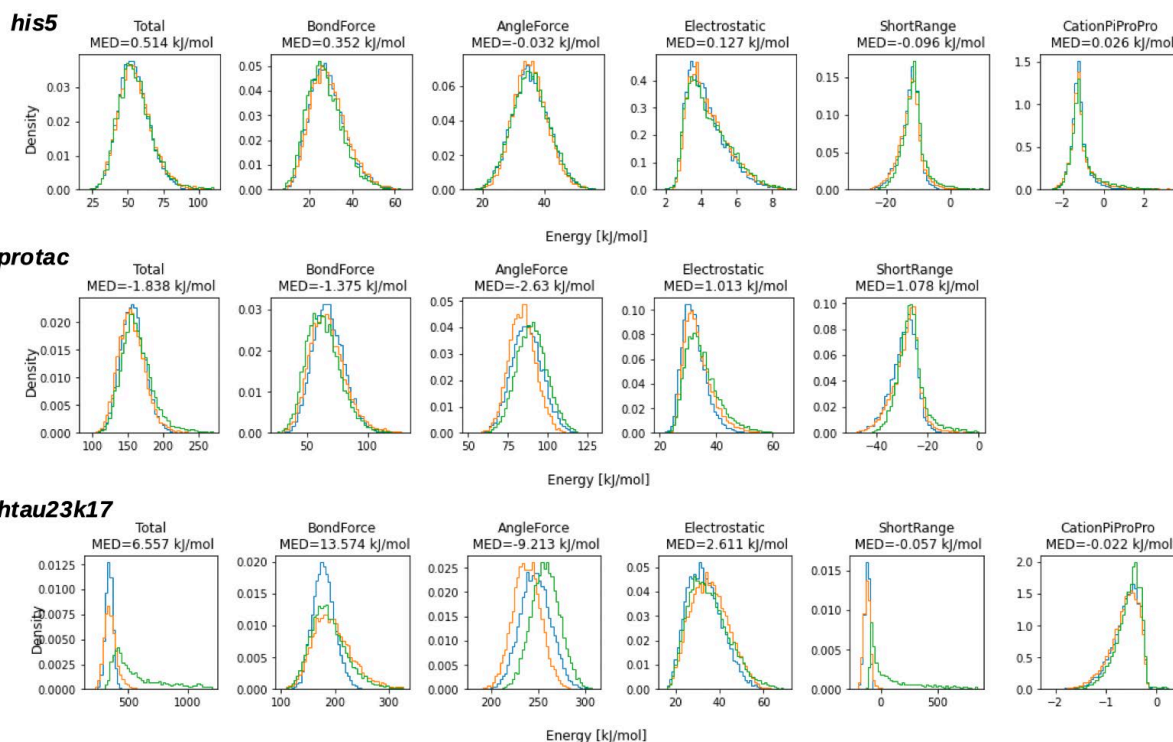 his5
Total
MED=0.514 kJ/mol
BondForce
MED=0.352 kJ/mol
AngleForce
MED=-0.032 kJ/mol
Electrostatic
MED=0.127 kJ/mol
ShortRange
MED=-0.096 kJ/mol
CationPiProPro
MED=0.026 kJ/mol
Density
0.03
0.02
0.01
0.00
25 50 75 100
0.05
0.04
0.03
0.02
0.01
0.00
20 40 60
0.06
0.04
0.02
0.00
20 40
0.4
0.3
0.2
0.1
0.0
2 4 6 8
0.15
0.10
0.05
0.00
−20 0
1.5
1.0
0.5
0.0
−2 0 2
Energy [kJ/mol]
protac
Total
MED=-1.838 kJ/mol
BondForce
MED=-1.375 kJ/mol
AngleForce
MED=-2.63 kJ/mol
Electrostatic
MED=1.013 kJ/mol
ShortRange
MED=1.078 kJ/mol
Density
0.020
0.015
0.010
0.005
0.000
100 150 200 250
0.03
0.02
0.01
0.00
50 100
0.05
0.04
0.03
0.02
0.01
0.00
50 75 100 125
0.10
0.08
0.06
0.04
0.02
0.00
20 40 60
0.10
0.08
0.06
0.04
0.02
0.00
−40 −20 0
Energy [kJ/mol]
htau23k17
Total
MED=6.557 kJ/mol
BondForce
MED=13.574 kJ/mol
AngleForce
MED=-9.213 kJ/mol
Electrostatic
MED=2.611 kJ/mol
ShortRange
MED=-0.057 kJ/mol
CationPiProPro
MED=-0.022 kJ/mol
Density
0.0125
0.0100
0.0075
0.0050
0.0025
0.0000
500 1000
0.020
0.015
0.010
0.005
0.000
100 200 300
0.025
0.020
0.015
0.010
0.005
0.000
200 250 300
0.05
0.04
0.03
0.02
0.01
0.00
20 40 60
0.015
0.010
0.005
0.000
0 500
2.0
1.5
1.0
0.5
0.0
−2 −1 0
Energy [kJ/mol]